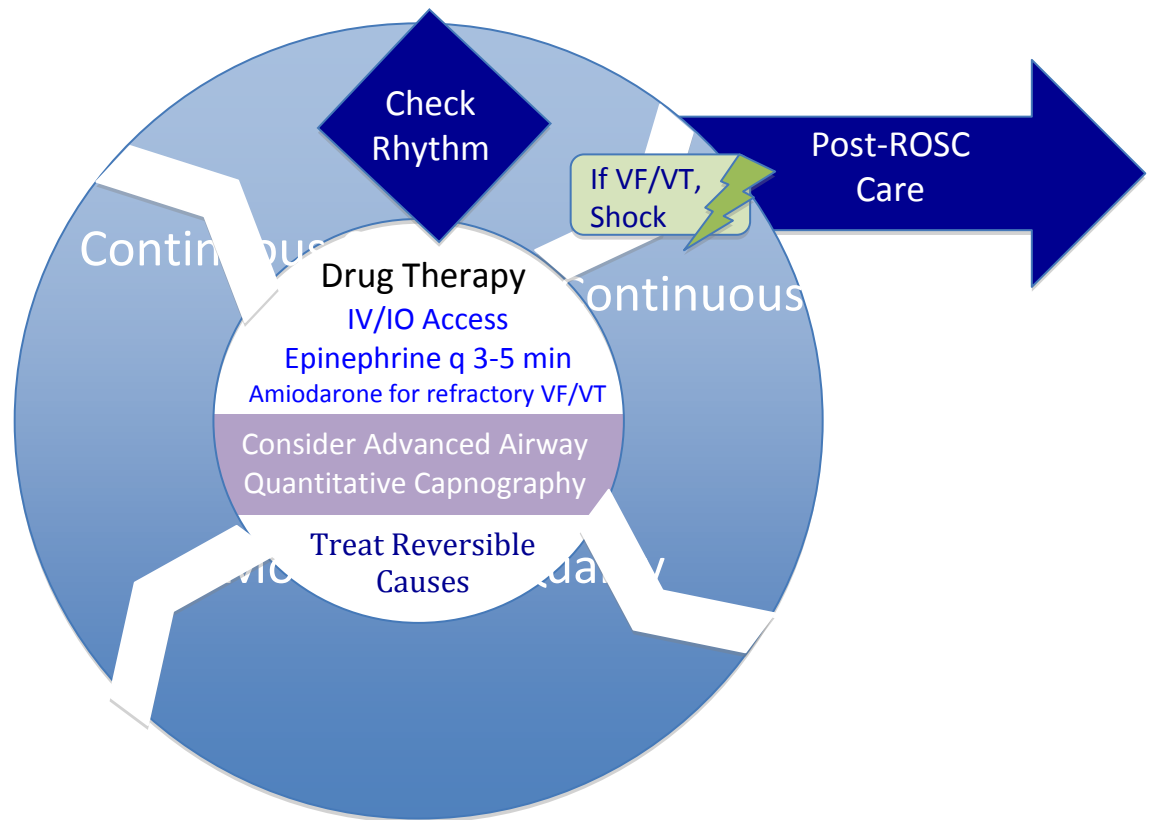 Check
Rhythm
Post-ROSC
Care
If VF/VT,
Shock
Continuous
Continuous
Drug Therapy
IV/IO Access
Epinephrine q 3-5 min
Amiodarone for refractory VF/VT
Consider Advanced Airway
Quantitative Capnography
Treat Reversible
Causes